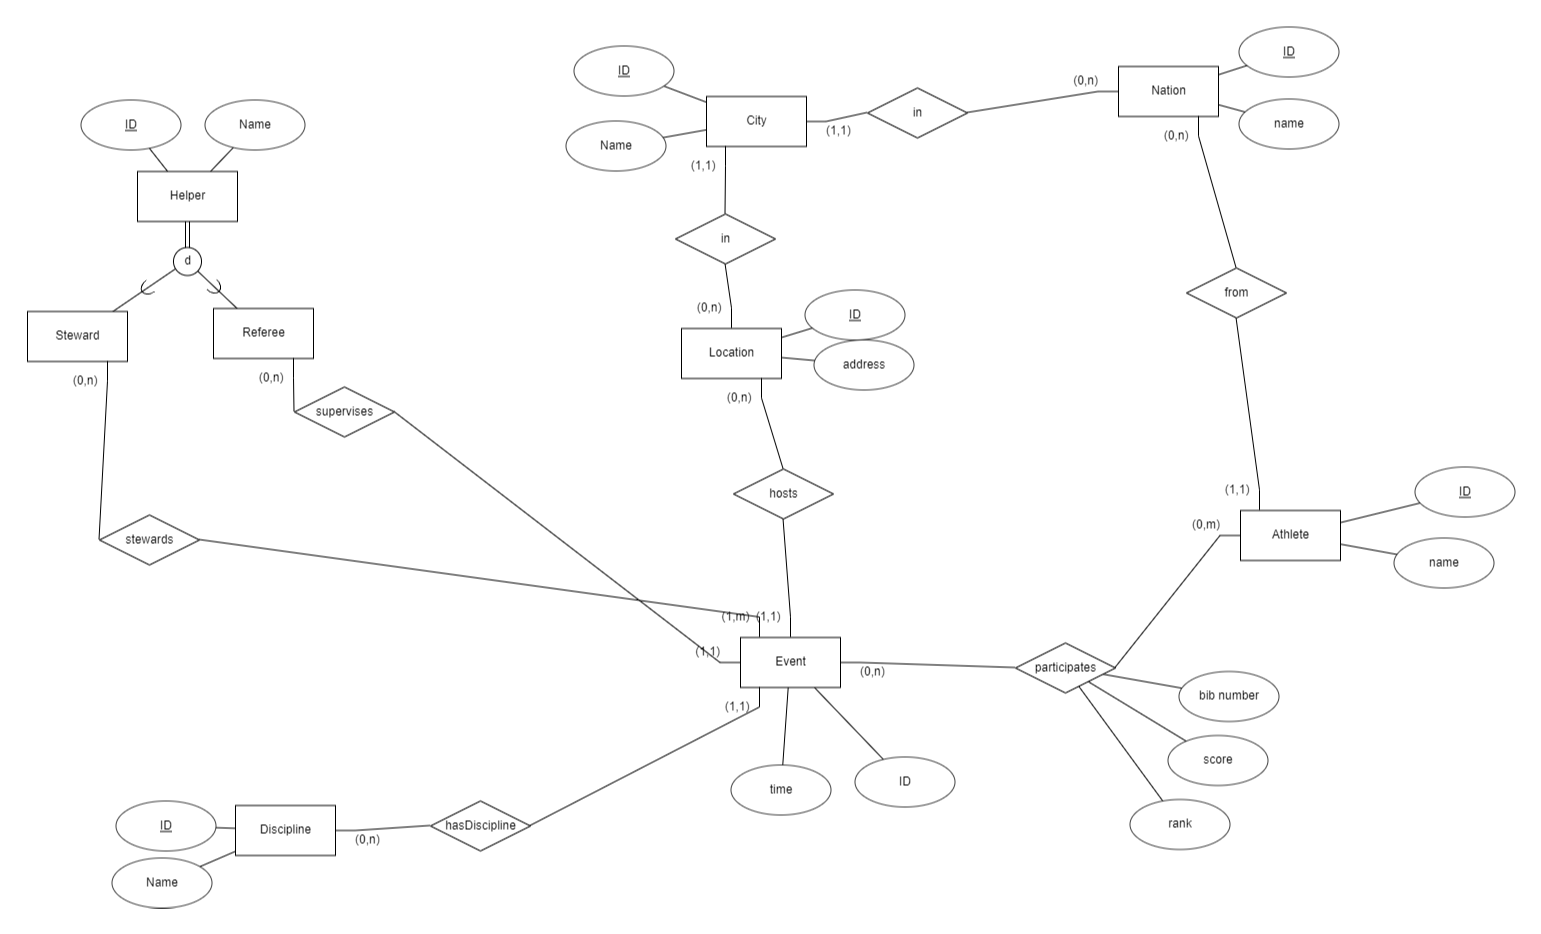 ID
Name
Helper
d
Steward
Referee
(0,n)
(0,n)
supervises
stewards
ID
Name
City
(1,1)
in
(0,n)
Nation
ID
name
(1,1)
in
(0,n)
Location
ID
address
(0,n)
hosts
(0,n)
from
(1,1)
(0,m)
Athlete
ID
name
(1,m)
(1,1)
(1,1)
Event
(0,n)
participates
bib number
score
rank
(1,1)
time
ID
ID
Name
Discipline
(0,n)
hasDiscipline